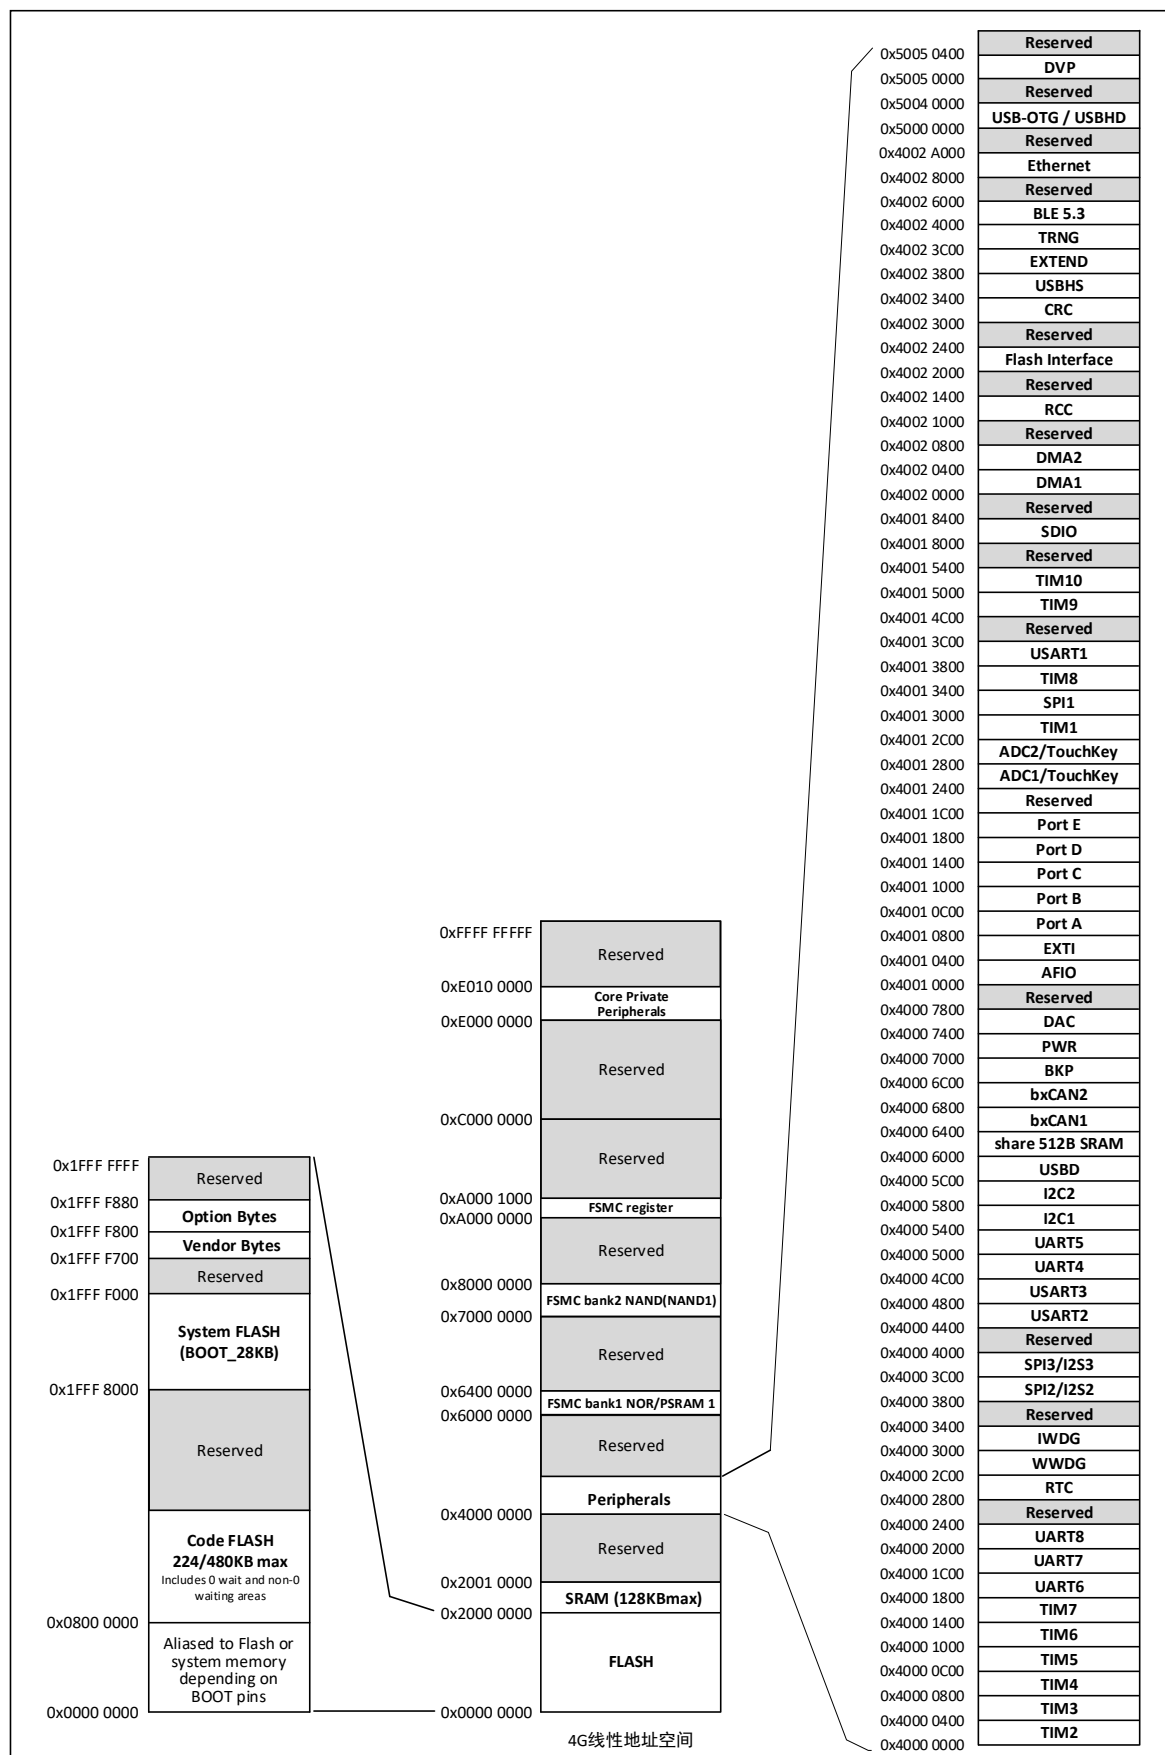 0x5005 0400
Reserved
DVP
0x5005 0000
Reserved
0x5004 0000
USB-OTG / USBHD
0x5000 0000
Reserved
0x4002 A000
Ethernet
0x4002 8000
Reserved
0x4002 6000
BLE 5.3
0x4002 4000
TRNG
0x4002 3C00
EXTEND
0x4002 3800
USBHS
0x4002 3400
CRC
0x4002 3000
Reserved
0x4002 2400
Flash Interface
0x4002 2000
Reserved
0x4002 1400
RCC
0x4002 1000
Reserved
0x4002 0800
DMA2
0x4002 0400
DMA1
0x4002 0000
Reserved
0x4001 8400
SDIO
0x4001 8000
Reserved
0x4001 5400
TIM10
0x4001 5000
TIM9
0x4001 4C00
Reserved
0x4001 3C00
USART1
0x4001 3800
TIM8
0x4001 3400
SPI1
0x4001 3000
TIM1
0x4001 2C00
ADC2/TouchKey
0x4001 2800
ADC1/TouchKey
0x4001 2400
Reserved
0x4001 1C00
Port E
0x4001 1800
Port D
0x4001 1400
Port C
0x4001 1000
Port B
0x4001 0C00
Port A
0x4001 0800
EXTI
0x4001 0400
AFIO
0x4001 0000
Reserved
0x4000 7800
DAC
0x4000 7400
PWR
0x4000 7000
BKP
0x4000 6C00
bxCAN2
0x4000 6800
bxCAN1
0x4000 6400
share 512B SRAM
0x4000 6000
USBD
0x4000 5C00
I2C2
0x4000 5800
I2C1
0x4000 5400
UART5
0x4000 5000
UART4
0x4000 4C00
USART3
0x4000 4800
USART2
0x4000 4400
Reserved
0x4000 4000
SPI3/I2S3
0x4000 3C00
SPI2/I2S2
0x4000 3800
Reserved
0x4000 3400
IWDG
0x4000 3000
WWDG
0x4000 2C00
RTC
0x4000 2800
Reserved
0x4000 2400
UART8
0x4000 2000
UART7
0x4000 1C00
UART6
0x4000 1800
TIM7
0x4000 1400
TIM6
0x4000 1000
TIM5
0x4000 0C00
TIM4
0x4000 0800
TIM3
0x4000 0400
TIM2
0x4000 0000
0xFFFF FFFFF
Reserved
0xE010 0000
Core Private
Peripherals
0xE000 0000
Reserved
0xC000 0000
Reserved
0xA000 1000
FSMC register
0xA000 0000
Reserved
0x8000 0000
FSMC bank2 NAND(NAND1)
0x7000 0000
Reserved
0x6400 0000
FSMC bank1 NOR/PSRAM 1
0x6000 0000
Reserved
Peripherals
0x4000 0000
Reserved
0x2001 0000
SRAM (128KBmax)
0x2000 0000
FLASH
0x0000 0000
4G线性地址空间
0x1FFF FFFF
Reserved
0x1FFF F880
Option Bytes
0x1FFF F800
Vendor Bytes
0x1FFF F700
Reserved
0x1FFF F000
System FLASH
(BOOT_28KB)
0x1FFF 8000
Reserved
Code FLASH
224/480KB max
Includes 0 wait and non-0
waiting areas
0x0800 0000
Aliased to Flash or
system memory
depending on
BOOT pins
0x0000 0000